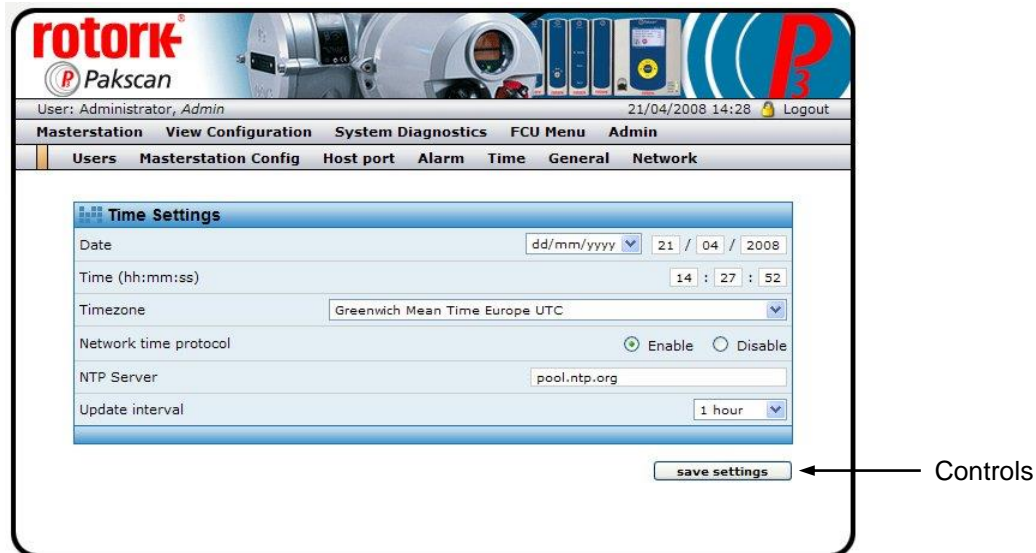 rotork
P Pakscan
P3
User: Administrator, Admin 21/04/2008 14:28 Logout
Masterstation View Configuration System Diagnostics FCU Menu Admin
Users Masterstation Config Host port Alarm Time General Network
Time Settings
Date dd/mm/yyyy 21 / 04 / 2008
Time (hh:mm:ss) 14 : 27 : 52
Timezone Greenwich Mean Time Europe UTC
Network time protocol Enable Disable
NTP Server pool.ntp.org
Update interval 1 hour
save settings Controls